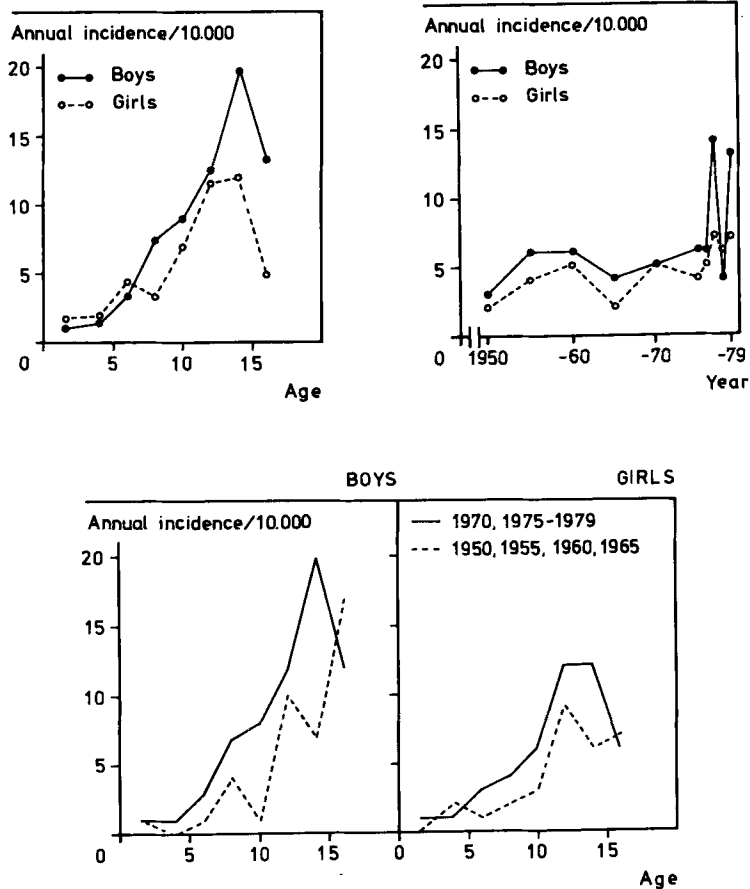 Annual incidence/10.000
20
Boys
Girls
15
10
5
0
5
10
15
Age
Annual incidence/10.000
20
Boys
Girls
15
10
5
0
1950
-60
-70
-79
Year
BOYS
GIRLS
Annual incidence/10.000
1970, 1975-1979
1950, 1955, 1960, 1965
20
15
10
5
0
5
10
15
0
5
10
15
Age